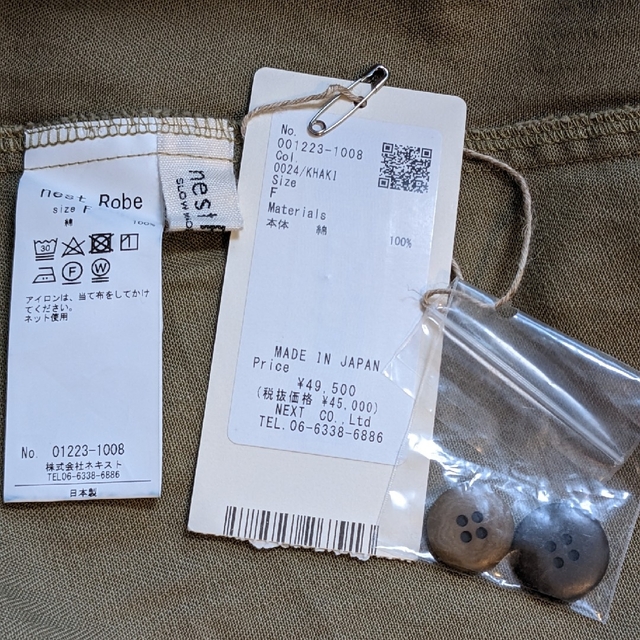 nest Robe
size F
綿 100%
30
F
W
アイロンは、当て布をしてかけ
てください。
ネット使用
No. 01223-1008
株式会社ネキスト
TEL06-6338-6886
日本製
nest
SLOW
No.
001223-1008
Col.
0024/KHAKI
Size
F
Materials
本体 綿 100%
MADE IN JAPAN
Price
¥49,500
(税抜価格 ¥45,000)
NEXT CO.,Ltd
TEL.06-6338-6886